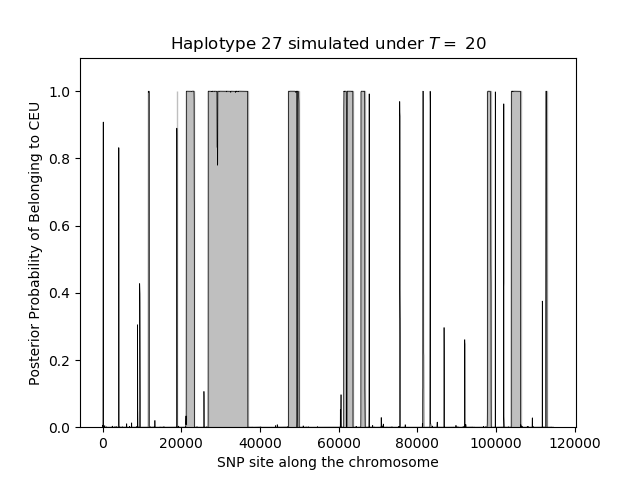 Haplotype 27 simulated under T = 20
Posterior Probability of Belonging to CEU
1.0
0.8
0.6
0.4
0.2
0.0
0 20000 40000 60000 80000 100000 120000
SNP site along the chromosome